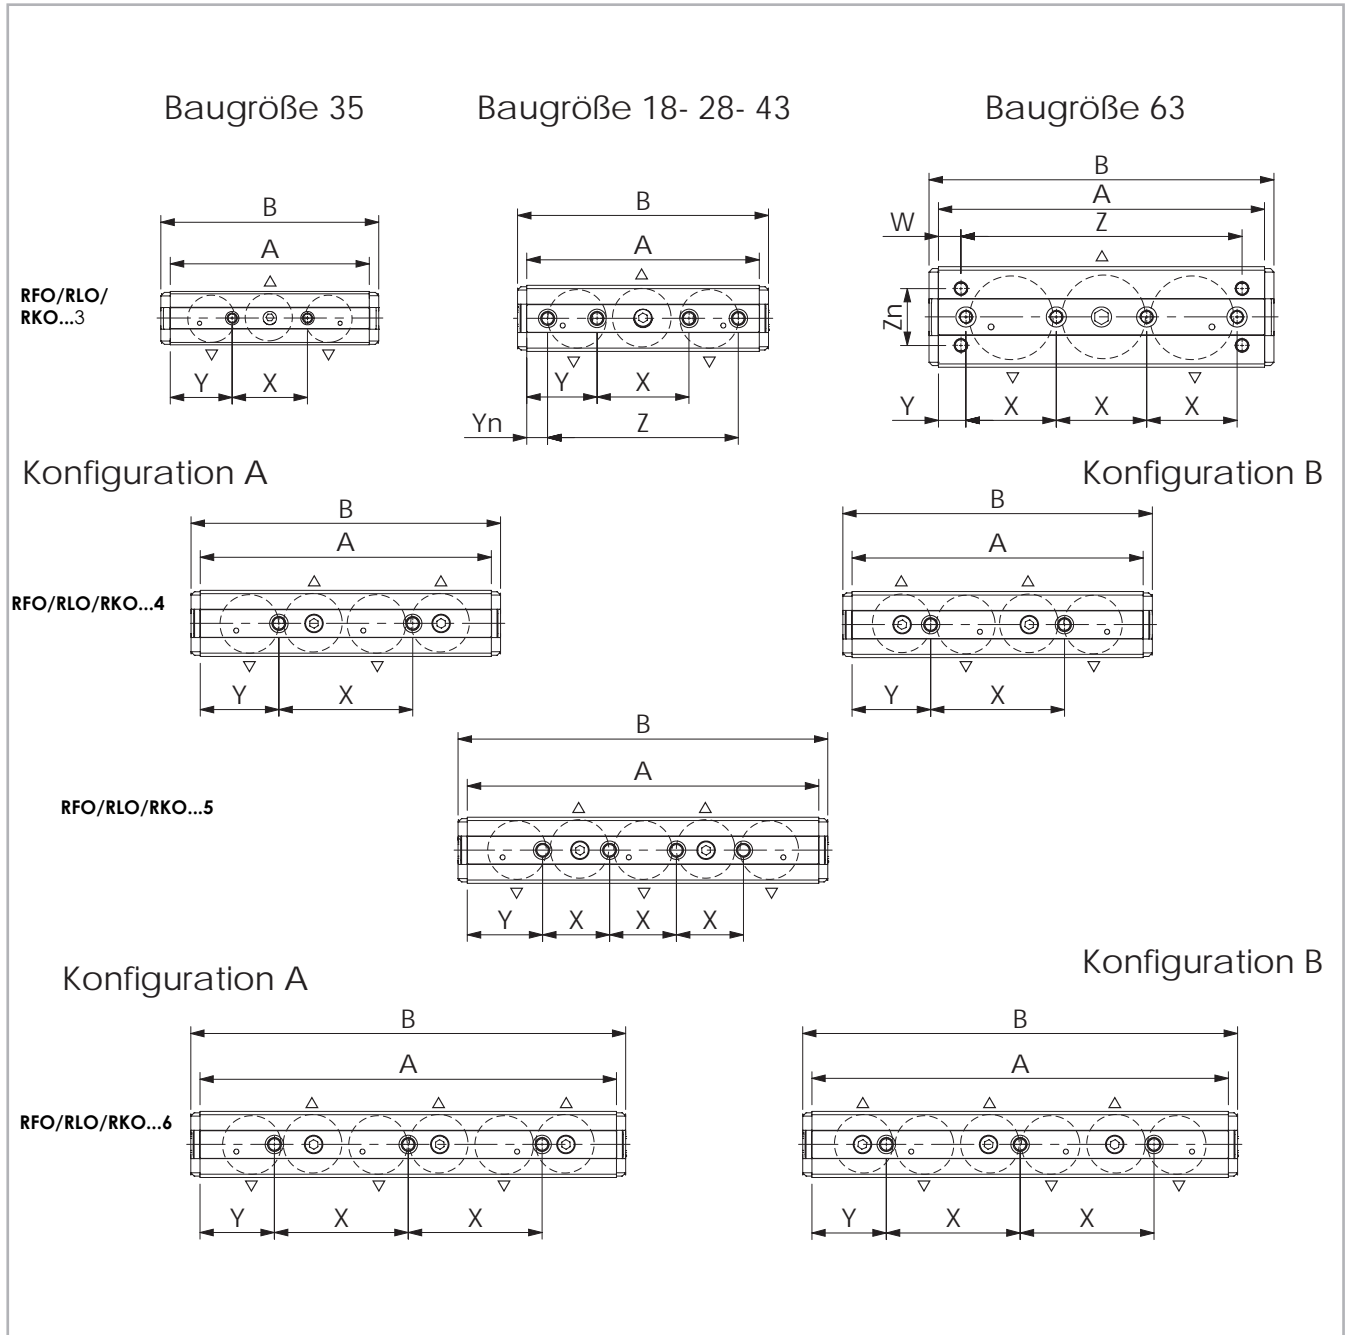 Baugröße 35
Baugröße 18- 28- 43
Baugröße 63
RFO/RLO/
RKO...3
B
A
Y
X
B
A
Y
X
Yn
Z
B
A
W
Z
Zn
Y
X
X
X
Konfiguration A
Konfiguration B
RFO/RLO/RKO...4
B
A
Y
X
B
A
Y
X
RFO/RLO/RKO...5
B
A
Y
X
X
X
Konfiguration A
Konfiguration B
RFO/RLO/RKO...6
B
A
Y
X
X
B
A
Y
X
X